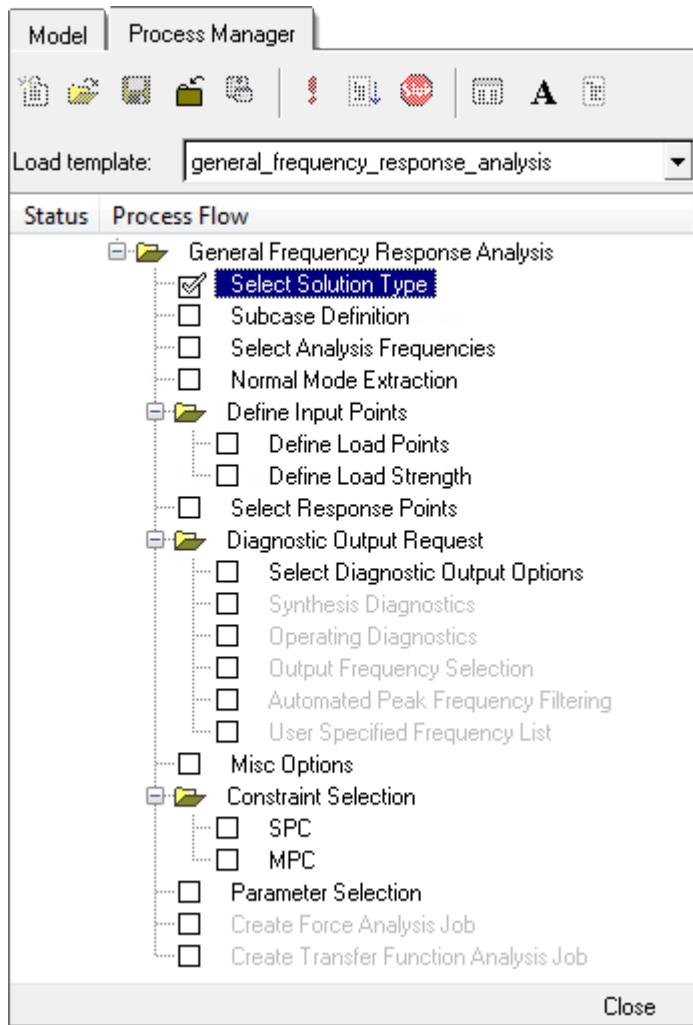 Model Process Manager
STOP A
Load template: general_frequency_response_analysis
Status Process Flow
General Frequency Response Analysis
Select Solution Type
Subcase Definition
Select Analysis Frequencies
Normal Mode Extraction
Define Input Points
Define Load Points
Define Load Strength
Select Response Points
Diagnostic Output Request
Select Diagnostic Output Options
Synthesis Diagnostics
Operating Diagnostics
Output Frequency Selection
Automated Peak Frequency Filtering
User Specified Frequency List
Misc Options
Constraint Selection
SPC
MPC
Parameter Selection
Create Force Analysis Job
Create Transfer Function Analysis Job
Close